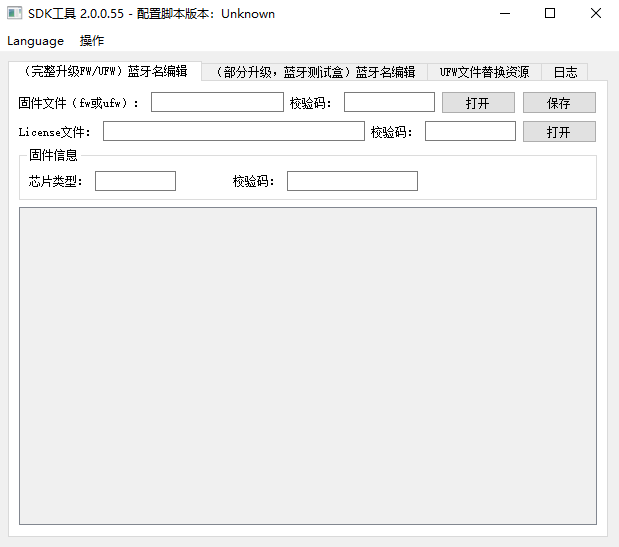 SDK工具 2.0.0.55 - 配置脚本版本：Unknown
Language 操作
（完整升级FW/UFW）蓝牙名编辑 （部分升级，蓝牙测试盒）蓝牙名编辑 UFW文件替换资源 日志
固件文件（fw或ufw）： 校验码： 打开 保存
License文件： 校验码： 打开
固件信息
芯片类型： 校验码：